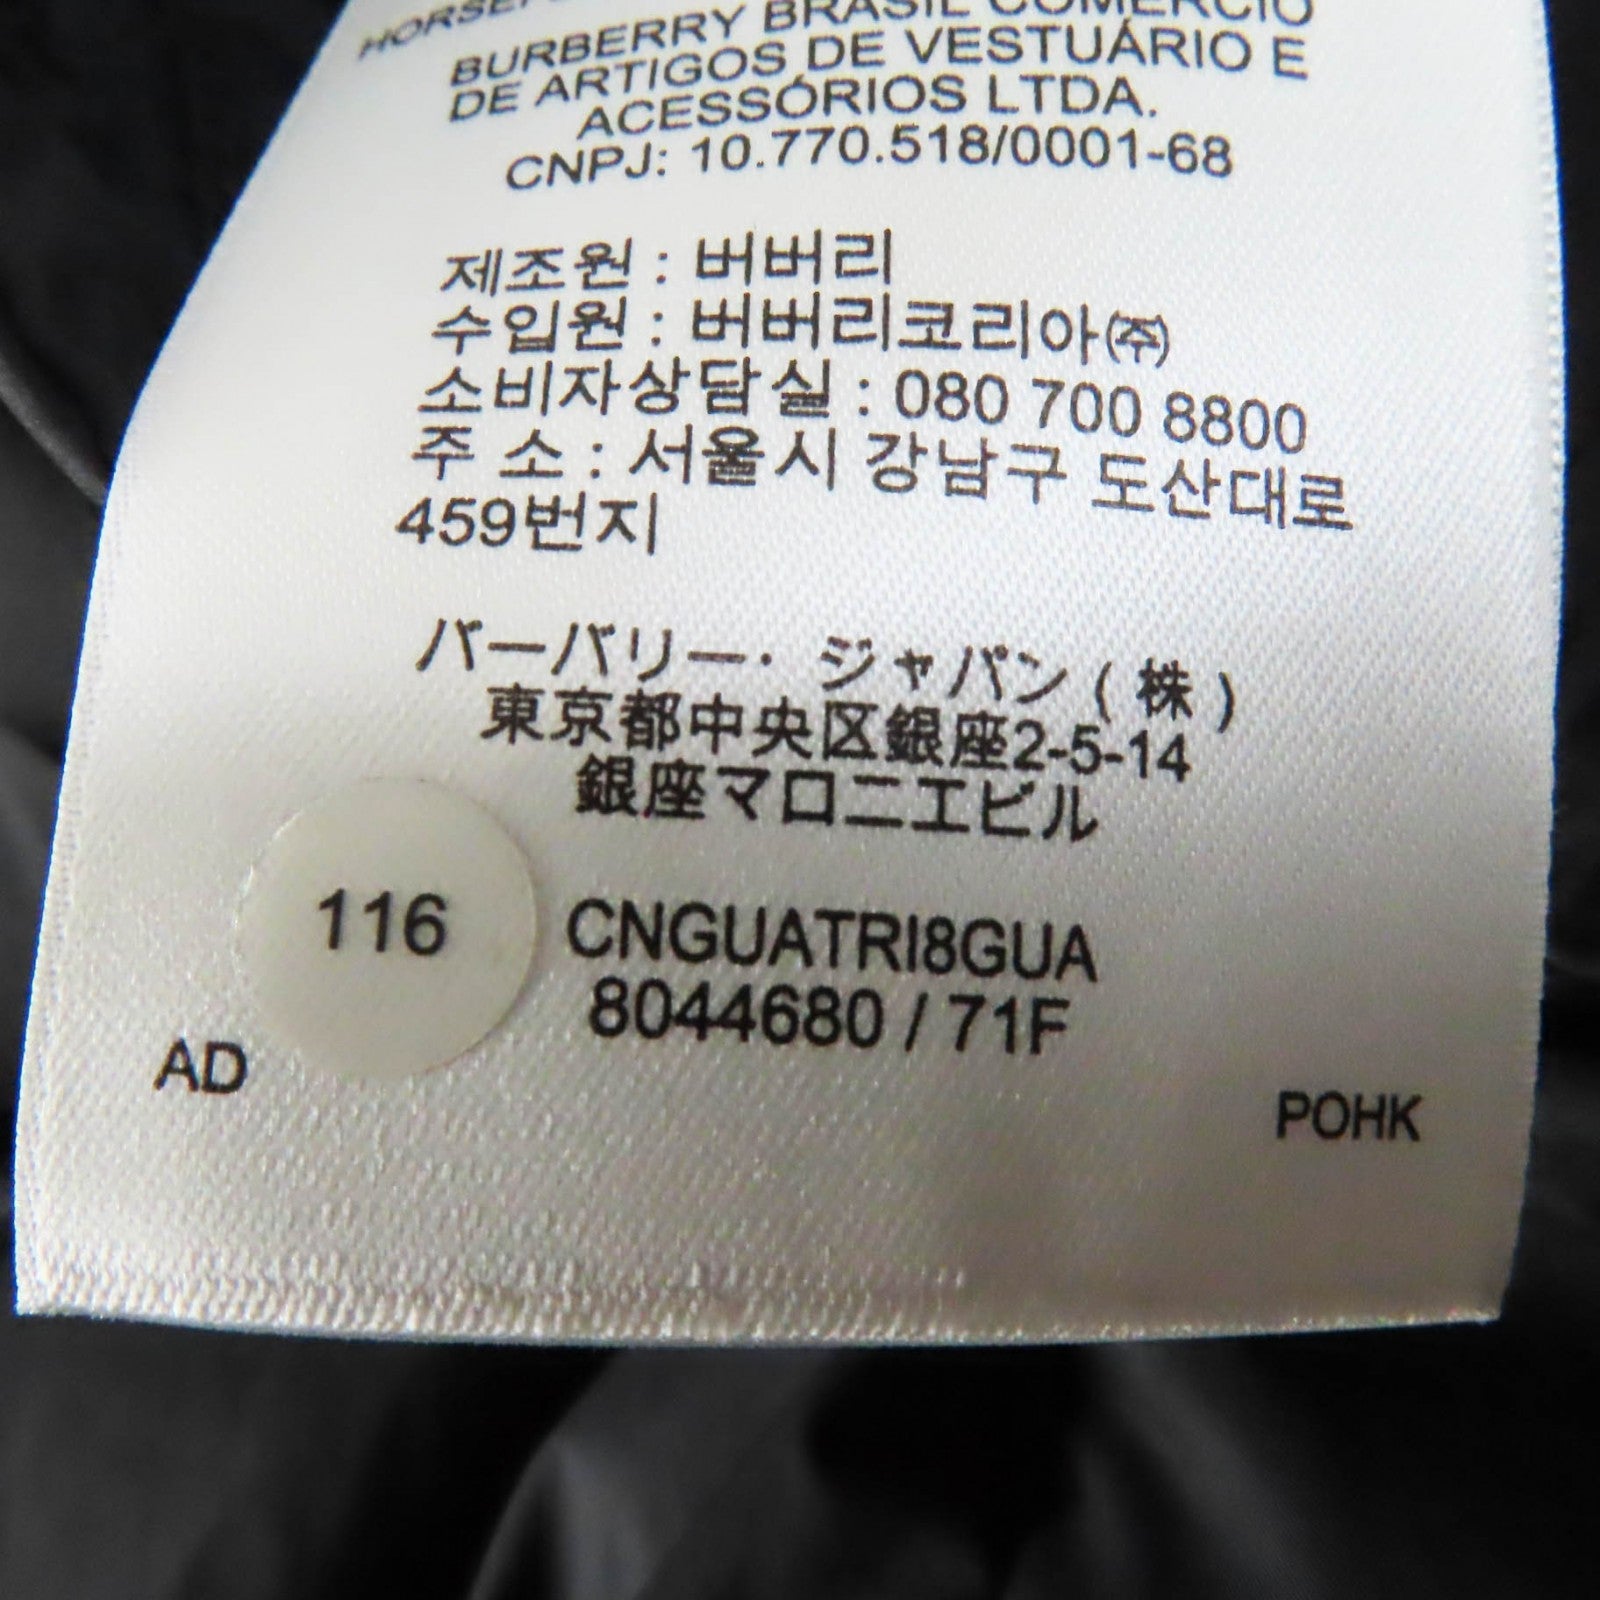 BURBERRY BRASIL COMÉRCIO
DE ARTIGOS DE VESTUÁRIO E
ACESSÓRIOS LTDA.
CNPJ: 10.770.518/0001-68
제조원 : 버버리
수입원 : 버버리코리아㈜
소비자상담실 : 080 700 8800
주 소 : 서울시 강남구 도산대로
459번지
バーバリー・ジャパン ( 株 )
東京都中央区銀座2-5-14
銀座マロニエビル
116
CNGUATRI8GUA
8044680 / 71F
AD
POHK